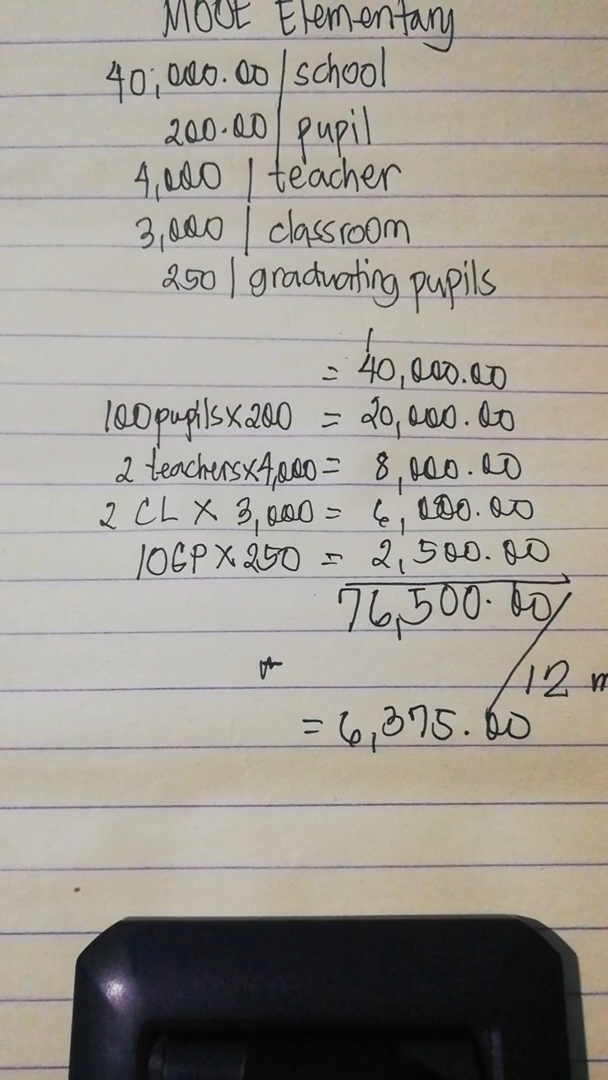 MOOE Elementary
40,000.00/school
200.00/pupil
4,000 / teacher
3,000 / classroom
250 / graduating pupils
= 40,000.00
100 pupils x 200 = 20,000.00
2 teachers x 4,000 = 8,000.00
2 CL x 3,000 = 6,000.00
10 GP x 250 = 2,500.00
76,500.00/
12 m
= 6,375.00